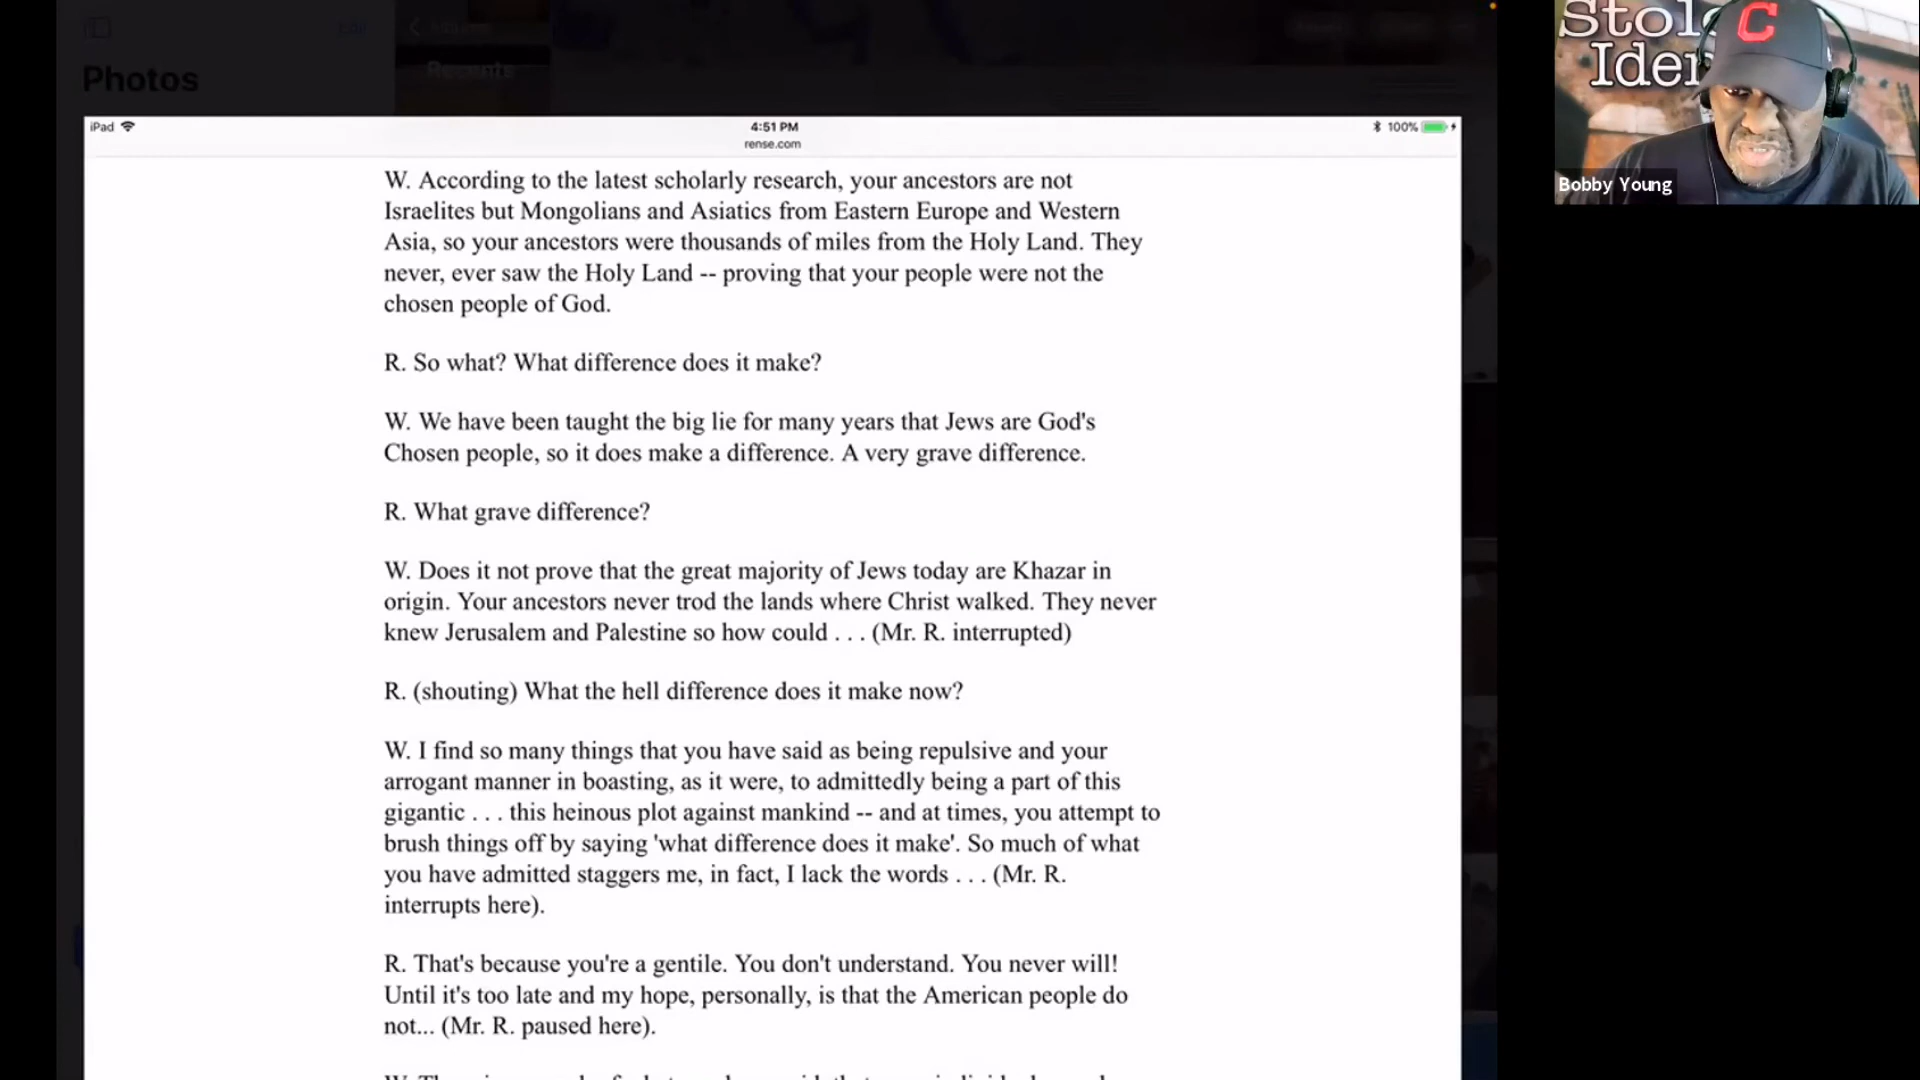 Photos
Recents
iPad
4:51 PM
100%
rense.com
W. According to the latest scholarly research, your ancestors are not
Israelites but Mongolians and Asiatics from Eastern Europe and Western
Asia, so your ancestors were thousands of miles from the Holy Land. They
never, ever saw the Holy Land -- proving that your people were not the
chosen people of God.
R. So what? What difference does it make?
W. We have been taught the big lie for many years that Jews are God's
Chosen people, so it does make a difference. A very grave difference.
R. What grave difference?
W. Does it not prove that the great majority of Jews today are Khazar in
origin. Your ancestors never trod the lands where Christ walked. They never
knew Jerusalem and Palestine so how could . . . (Mr. R. interrupted)
R. (shouting) What the hell difference does it make now?
W. I find so many things that you have said as being repulsive and your
arrogant manner in boasting, as it were, to admittedly being a part of this
gigantic . . . this heinous plot against mankind -- and at times, you attempt to
brush things off by saying 'what difference does it make'. So much of what
you have admitted staggers me, in fact, I lack the words . . . (Mr. R.
interrupts here).
R. That's because you're a gentile. You don't understand. You never will!
Until it's too late and my hope, personally, is that the American people do
not... (Mr. R. paused here).
Stol
Iden
C
Bobby Young